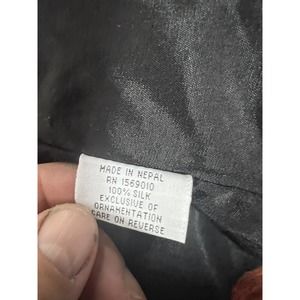 MADE IN NEPAL
RN 1569010
100% SILK
EXCLUSIVE OF
ORNAMENTATION
CARE ON REVERSE